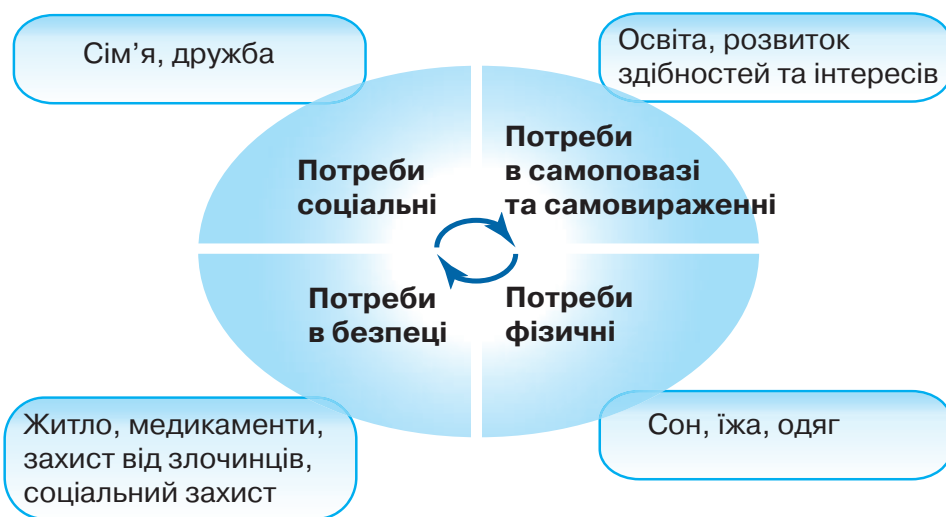 Сім’я, дружба
Освіта, розвиток
здібностей та інтересів
Потреби
соціальні
Потреби
в самоповазі
та самовираженні
Потреби
в безпеці
Потреби
фізичні
Житло, медикаменти,
захист від злочинців,
соціальний захист
Сон, їжа, одяг